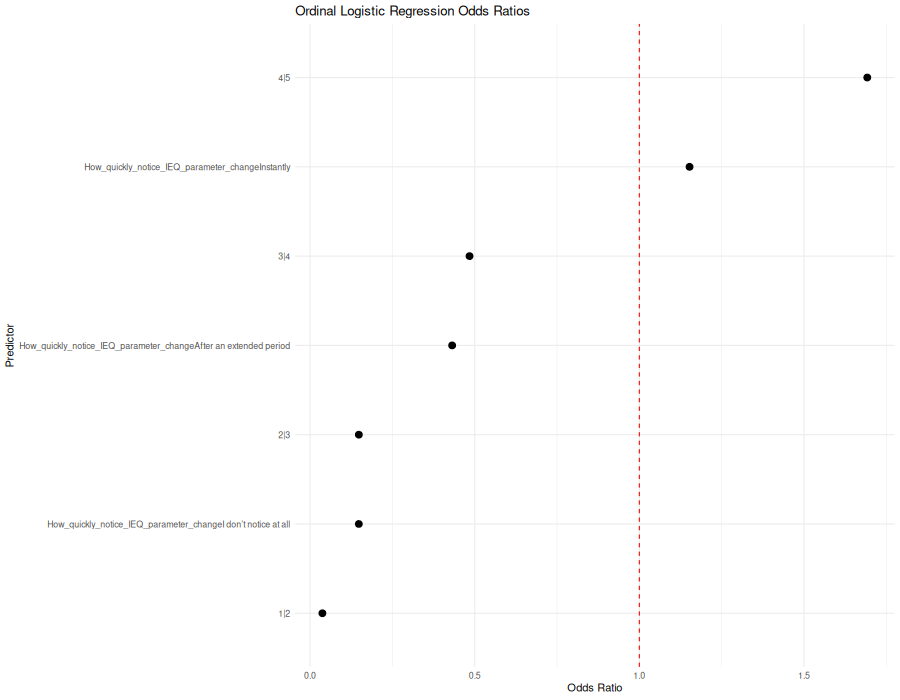 Ordinal Logistic Regression Odds Ratios
4|5
How_quickly_notice_IEQ_parameter_changeInstantly
3|4
How_quickly_notice_IEQ_parameter_changeAfter an extended period
2|3
How_quickly_notice_IEQ_parameter_changeI don't notice at all
1|2
Predictor
0.0
0.5
1.0
1.5
Odds Ratio